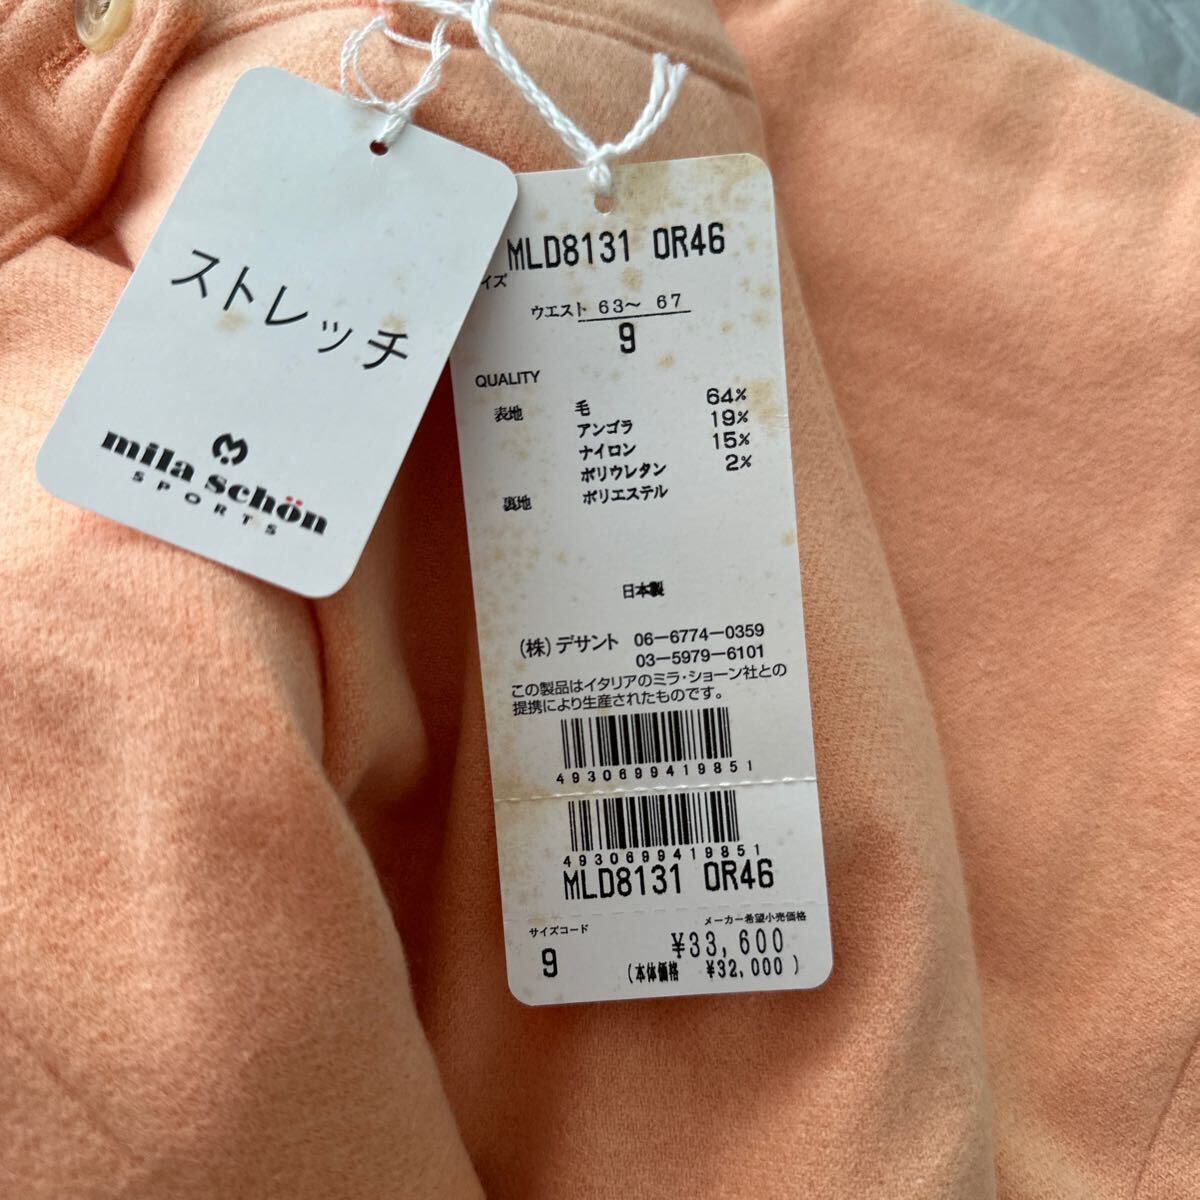 ストレッチ
mila schön
SPORTS
MLD8131 OR46
イズ
ウエスト 63～ 67
9
QUALITY
表地 毛 64%
アンゴラ 19%
ナイロン 15%
ポリウレタン 2%
裏地 ポリエステル
日本製
(株)デサント 06-6774-0359
03-5979-6101
この製品はイタリアのミラ・ショーン社との
提携により生産されたものです。
4930699419851
4930699419851
MLD8131 OR46
サイズコード メーカー希望小売価格
9 ¥33,600
(本体価格 ¥32,000)